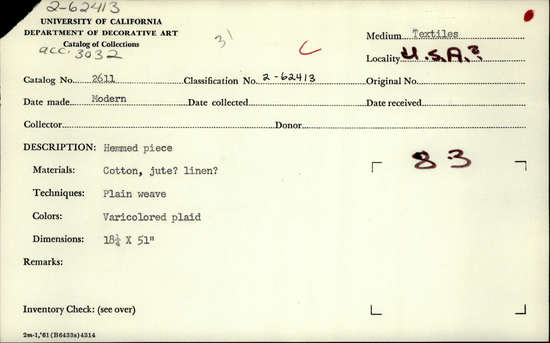 2-62413
UNIVERSITY OF CALIFORNIA
DEPARTMENT OF DECORATIVE ART
Catalog of Collections
acc. 3032
3'
C
Medium Textiles
Locality U.S.A.?
Catalog No. 2611 Classification No. 2-62413 Original No.
Date made Modern Date collected Date received
Collector Donor
DESCRIPTION: Hemmed piece
83
Materials: Cotton, jute? linen?
Techniques: Plain weave
Colors: Varicolored plaid
Dimensions: 18¼ X 51"
Remarks:
Inventory Check: (see over)
2m-1,'61(B6433s)4314